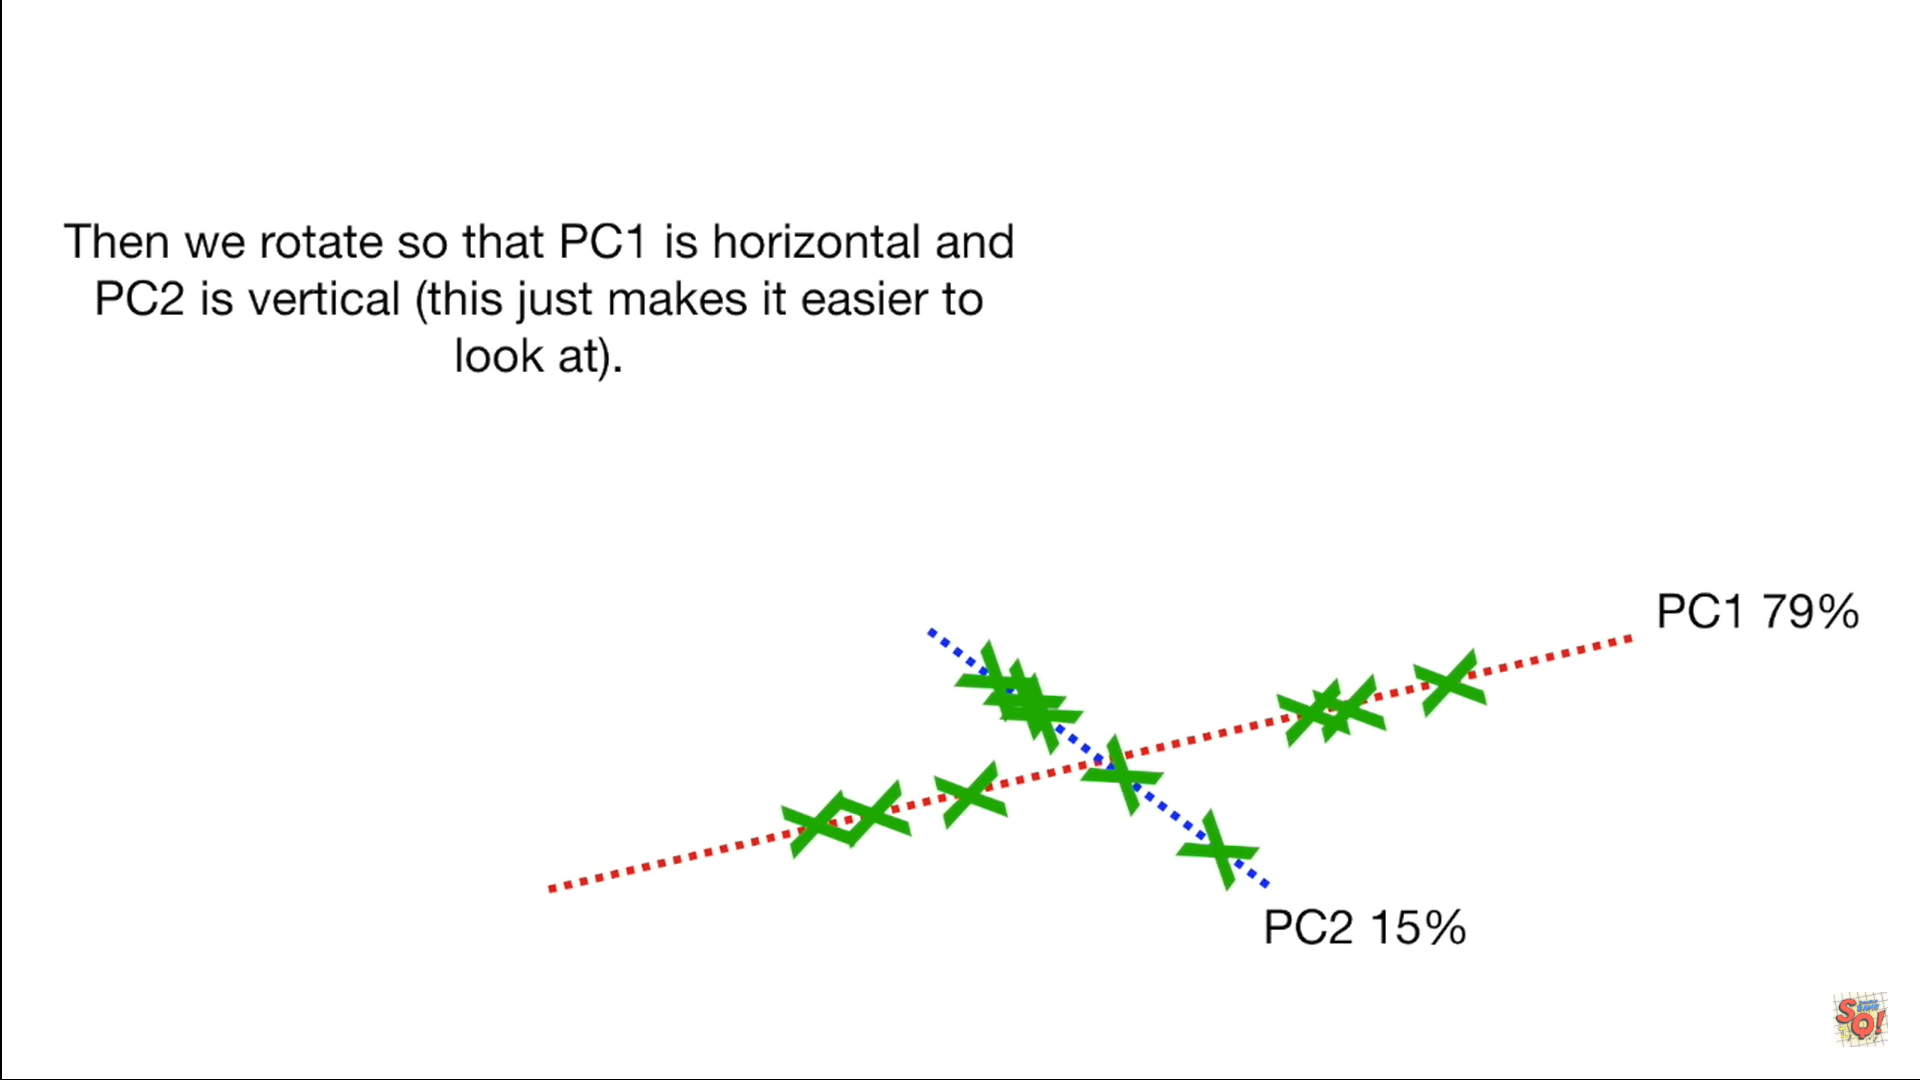 Then we rotate so that PC1 is horizontal and
PC2 is vertical (this just makes it easier to
look at).
PC1 79%
PC2 15%
SQ!